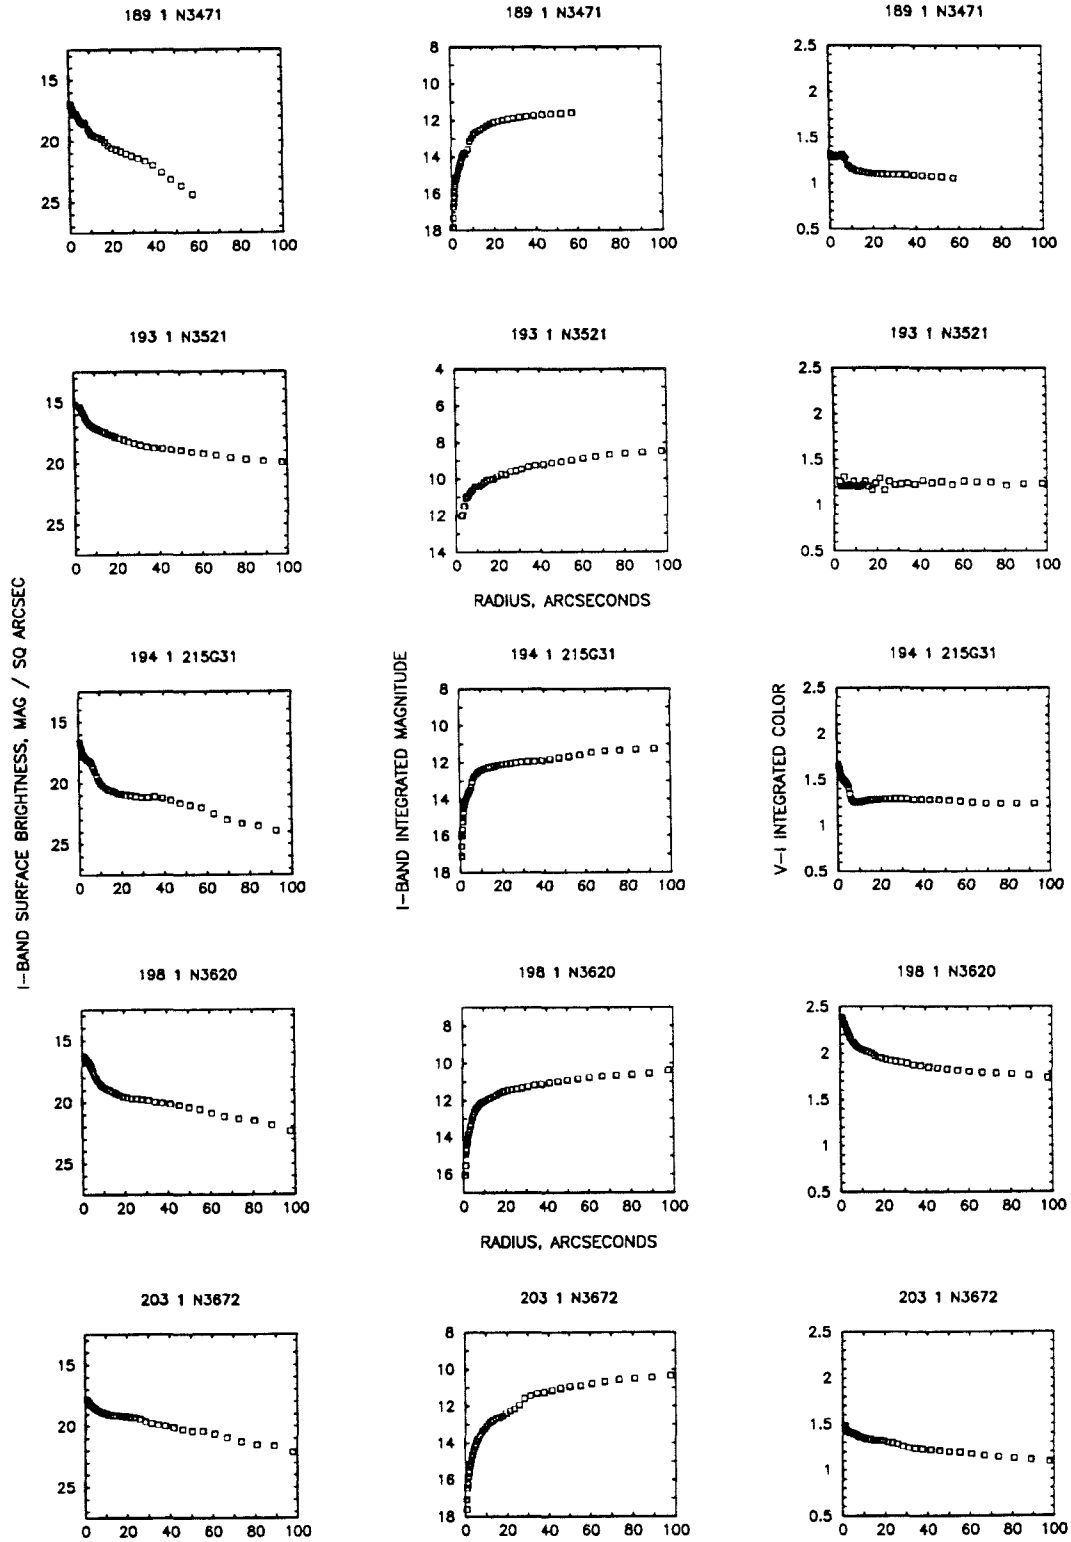 189 1 N3471
189 1 N3471
189 1 N3471
15
20
25
0 20 40 60 80 100
8
10
12
14
16
18
0 20 40 60 80 100
2.5
2
1.5
1
0.5
0 20 40 60 80 100
193 1 N3521
193 1 N3521
193 1 N3521
15
20
25
0 20 40 60 80 100
4
6
8
10
12
14
0 20 40 60 80 100
2.5
2
1.5
1
0.5
0 20 40 60 80 100
RADIUS, ARCSECONDS
I-BAND SURFACE BRIGHTNESS, MAG / SQ ARCSEC
I-BAND INTEGRATED MAGNITUDE
V-I INTEGRATED COLOR
194 1 215G31
194 1 215G31
194 1 215G31
15
20
25
0 20 40 60 80 100
8
10
12
14
16
18
0 20 40 60 80 100
2.5
2
1.5
1
0.5
0 20 40 60 80 100
198 1 N3620
198 1 N3620
198 1 N3620
15
20
25
0 20 40 60 80 100
8
10
12
14
16
0 20 40 60 80 100
2.5
2
1.5
1
0.5
0 20 40 60 80 100
RADIUS, ARCSECONDS
203 1 N3672
203 1 N3672
203 1 N3672
15
20
25
0 20 40 60 80 100
8
10
12
14
16
18
0 20 40 60 80 100
2.5
2
1.5
1
0.5
0 20 40 60 80 100